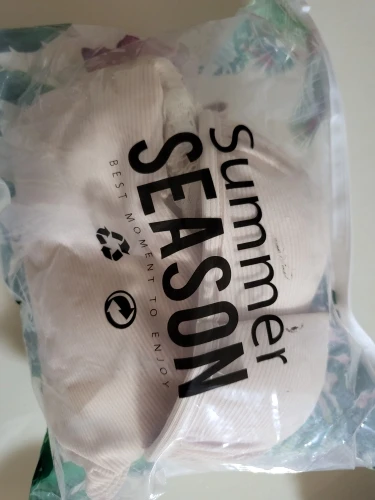 summer
SEASON
BEST MOMENT TO ENJOY